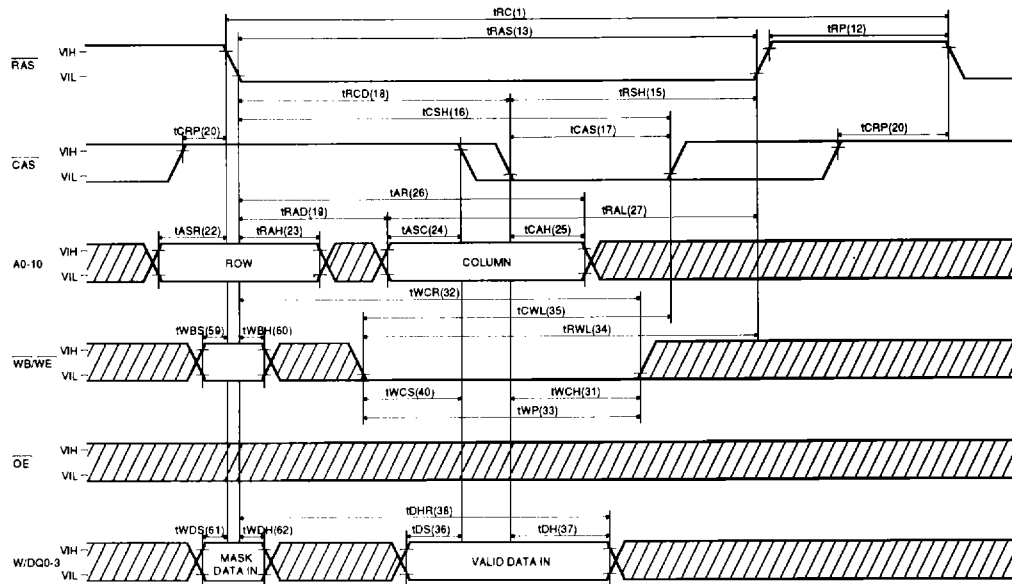 tRC(1)
tRAS(13) tRP(12)
RAS VIH
VIL
tRCD(18) tRSH(15)
tCSH(16)
tCRP(20) tCAS(17) tCRP(20)
CAS VIH
VIL
tAR(26)
tRAD(19) tRAL(27)
tASR(22) tRAH(23) tASC(24) tCAH(25)
A0-10 VIH
VIL
ROW COLUMN
tWCR(32)
tCWL(35)
tWBS(59) tWBH(60) tRWL(34)
WB/WE VIH
VIL
tWCS(40) tWCH(31)
tWP(33)
OE VIH
VIL
tDHR(38)
tWDS(61) tWDH(62) tDS(36) tDH(37)
W/DQ0-3 VIH
VIL
MASK
DATA IN
VALID DATA IN